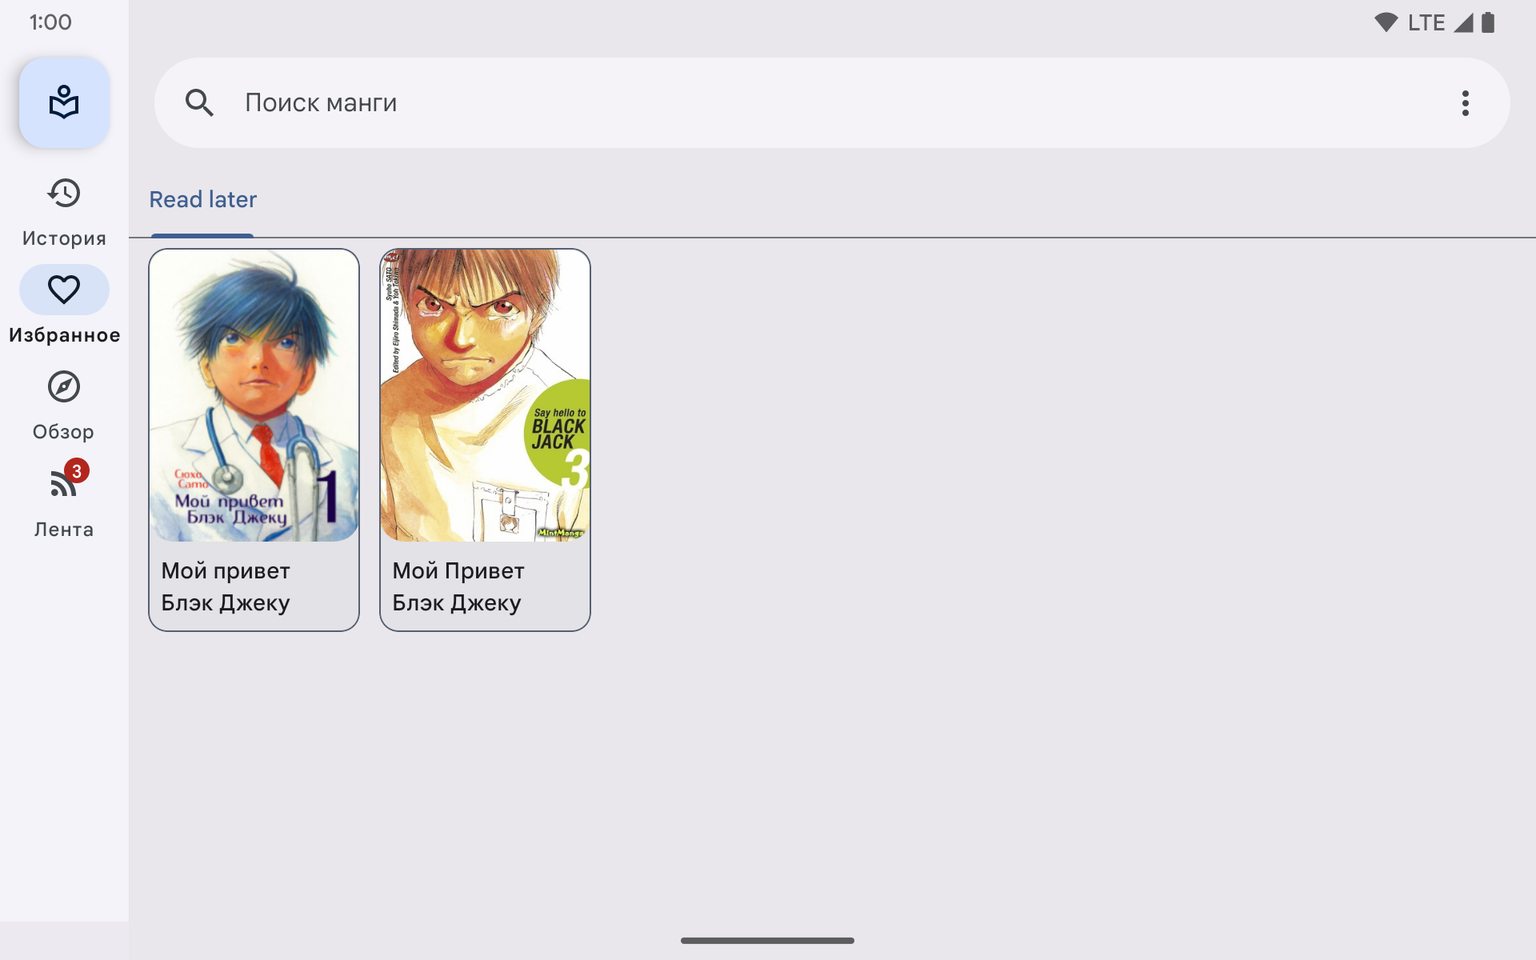 1:00
LTE
Поиск манги
Read later
История
Избранное
Обзор
3
Лента
Сюхо
Сато
Мой привет
Блэк Джеку
1
Мой привет
Блэк Джеку
Syuho SATO
Edited by Eijiro Shimada & Yuh Takins
Say hello to
BLACK
JACK
3
MintManga
Мой Привет
Блэк Джеку